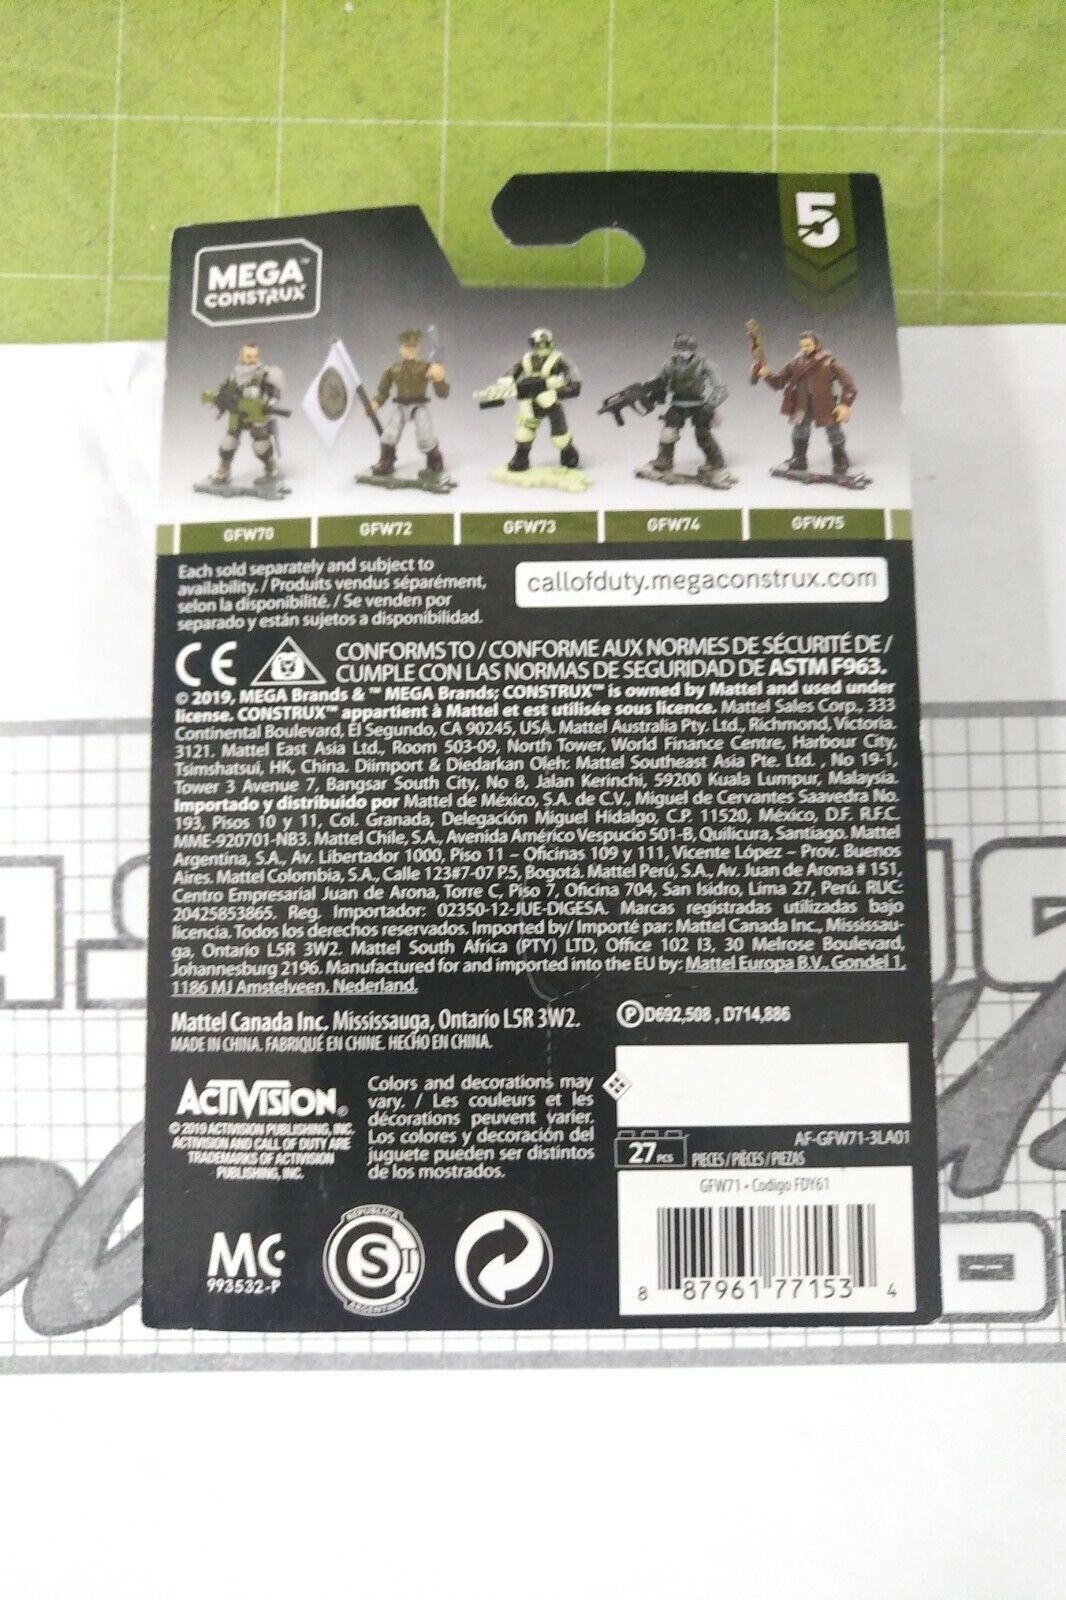 MEGA™
CONSTRUX
5
GFW70
GFW72
GFW73
GFW74
GFW75
Each sold separately and subject to
availability. / Produits vendus séparément,
selon la disponibilité. / Se venden por
separado y están sujetos a disponibilidad.
callofduty.megaconstrux.com
CE
CONFORMS TO / CONFORME AUX NORMES DE SÉCURITÉ DE /
CUMPLE CON LAS NORMAS DE SEGURIDAD DE ASTM F963.
© 2019, MEGA Brands & ™ MEGA Brands; CONSTRUX™ is owned by Mattel and used under
license. CONSTRUX™ appartient à Mattel et est utilisée sous licence. Mattel Sales Corp., 333
Continental Boulevard, El Segundo, CA 90245, USA. Mattel Australia Pty. Ltd., Richmond, Victoria.
3121. Mattel East Asia Ltd., Room 503-09, North Tower, World Finance Centre, Harbour City,
Tsimshatsui, HK, China. Diimport & Diedarkan Oleh: Mattel Southeast Asia Pte. Ltd. , No 19-1,
Tower 3 Avenue 7, Bangsar South City, No 8, Jalan Kerinchi, 59200 Kuala Lumpur, Malaysia.
Importado y distribuido por Mattel de México, S.A. de C.V., Miguel de Cervantes Saavedra No.
193, Pisos 10 y 11, Col. Granada, Delegación Miguel Hidalgo, C.P. 11520, México, D.F. R.F.C.
MME-920701-NB3. Mattel Chile, S.A., Avenida Américo Vespucio 501-B, Quilicura, Santiago. Mattel
Argentina, S.A., Av. Libertador 1000, Piso 11 – Oficinas 109 y 111, Vicente López – Prov. Buenos
Aires. Mattel Colombia, S.A., Calle 123#7-07 P.5, Bogotá. Mattel Perú, S.A., Av. Juan de Arona # 151,
Centro Empresarial Juan de Arona, Torre C, Piso 7, Oficina 704, San Isidro, Lima 27, Perú. RUC:
20425853865. Reg. Importador: 02350-12-JUE-DIGESA. Marcas registradas utilizadas bajo
licencia. Todos los derechos reservados. Imported by/ Importé par: Mattel Canada Inc., Mississau-
ga, Ontario L5R 3W2. Mattel South Africa (PTY) LTD, Office 102 I3, 30 Melrose Boulevard,
Johannesburg 2196. Manufactured for and imported into the EU by: Mattel Europa B.V., Gondel 1,
1186 MJ Amstelveen, Nederland.
Mattel Canada Inc. Mississauga, Ontario L5R 3W2.
MADE IN CHINA. FABRIQUÉ EN CHINE. HECHO EN CHINA.
Ⓟ D692,508 , D714,886
ACTIVISION®
© 2019 ACTIVISION PUBLISHING, INC.
ACTIVISION AND CALL OF DUTY ARE
TRADEMARKS OF ACTIVISION
PUBLISHING, INC.
Colors and decorations may
vary. / Les couleurs et les
décorations peuvent varier.
Los colores y decoración del
juguete pueden ser distintos
de los mostrados.
AF-GFW71-3LA01
27 PCS
PIECES / PIÈCES / PIEZAS
GFW71 • Codigo FDY61
8 87961 77153 4
MC
993532-P
REPUBLICA
S
ARGENTINA